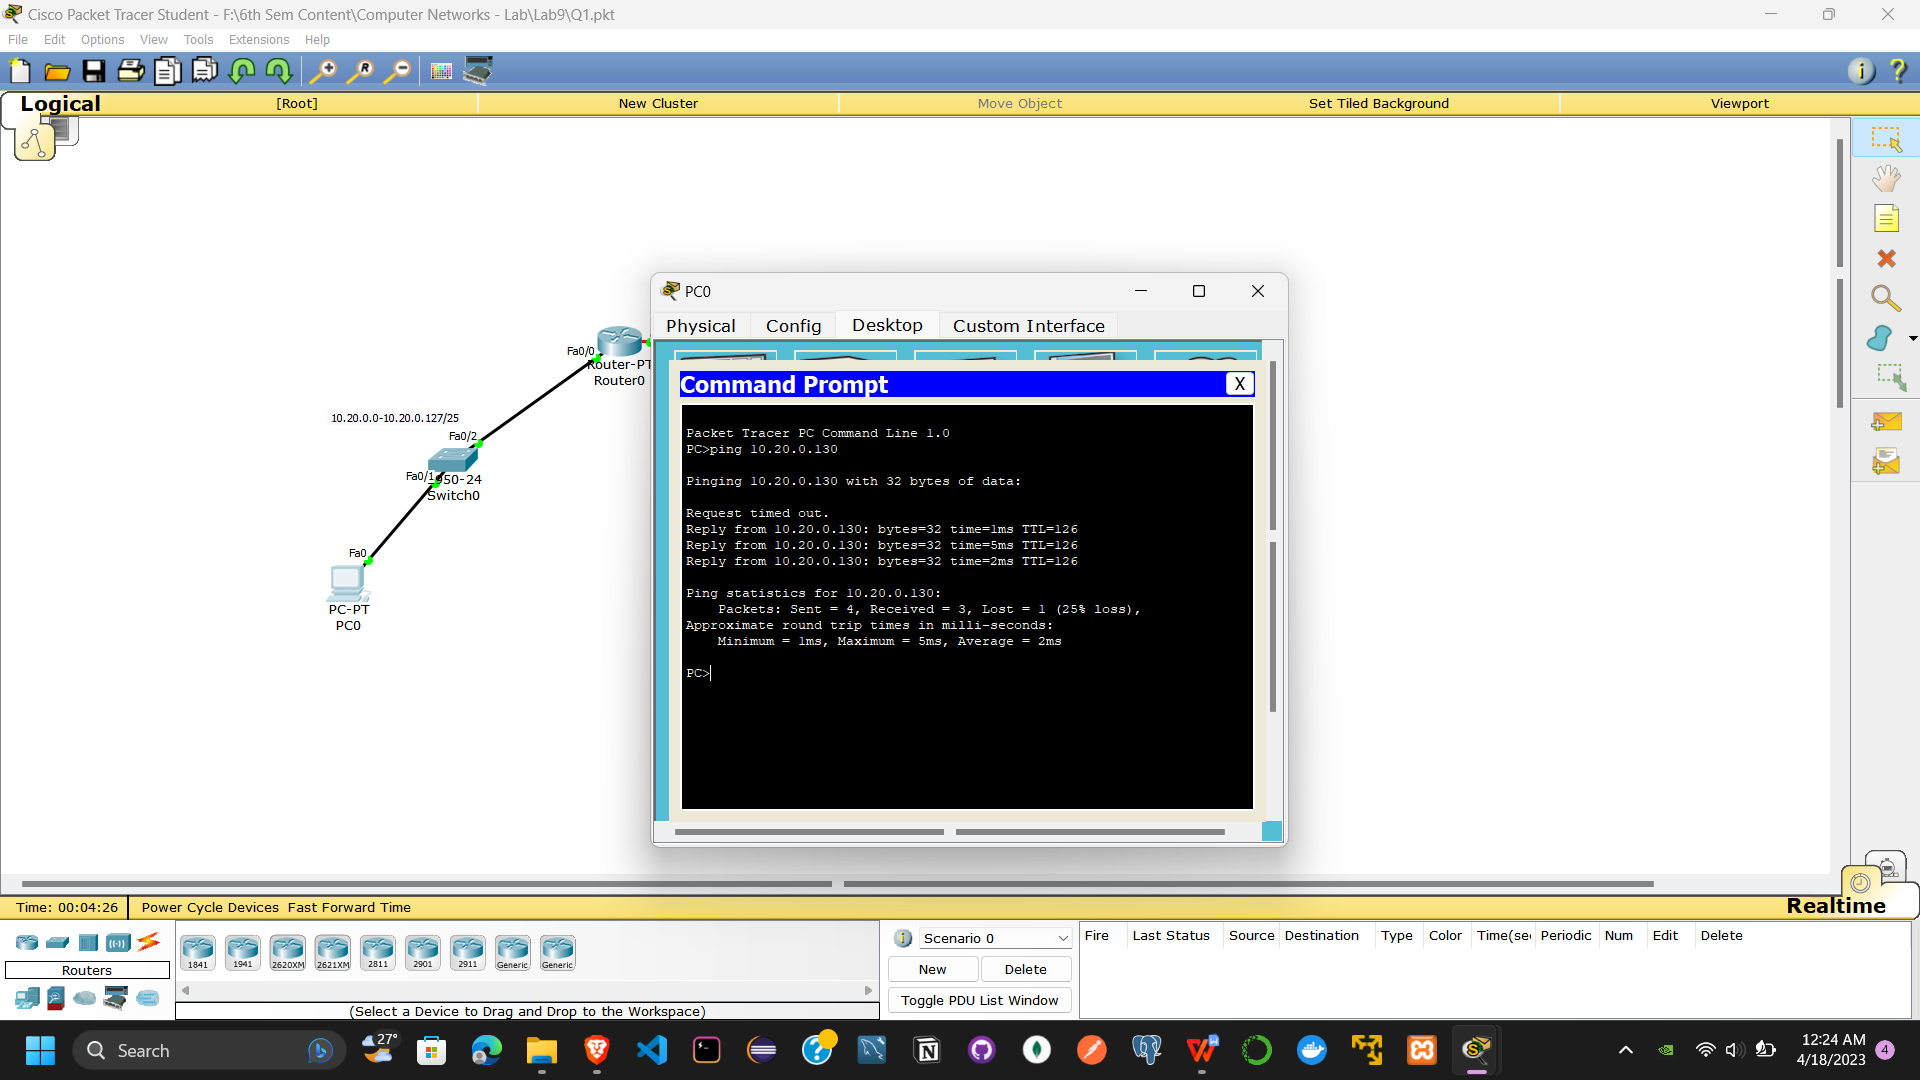 Cisco Packet Tracer Student - F:\6th Sem Content\Computer Networks - Lab\Lab9\Q1.pkt
File Edit Options View Tools Extensions Help
Logical [Root] New Cluster Move Object Set Tiled Background Viewport
PC0
Physical Config Desktop Custom Interface
Command Prompt X
Packet Tracer PC Command Line 1.0
PC>ping 10.20.0.130
Pinging 10.20.0.130 with 32 bytes of data:
Request timed out.
Reply from 10.20.0.130: bytes=32 time=1ms TTL=126
Reply from 10.20.0.130: bytes=32 time=5ms TTL=126
Reply from 10.20.0.130: bytes=32 time=2ms TTL=126
Ping statistics for 10.20.0.130:
Packets: Sent = 4, Received = 3, Lost = 1 (25% loss),
Approximate round trip times in milli-seconds:
Minimum = 1ms, Maximum = 5ms, Average = 2ms
PC>
Fa0/0
Router-PT
Router0
10.20.0.0-10.20.0.127/25
Fa0/2
Fa0/1
2950-24
Switch0
Fa0
PC-PT
PC0
Time: 00:04:26 Power Cycle Devices Fast Forward Time
Realtime
Routers
1841 1941 2620XM 2621XM 2811 2901 2911 Generic Generic
(Select a Device to Drag and Drop to the Workspace)
Scenario 0
New Delete
Toggle PDU List Window
Fire Last Status Source Destination Type Color Time(sec Periodic Num Edit Delete
Search
27°
12:24 AM
4/18/2023
4